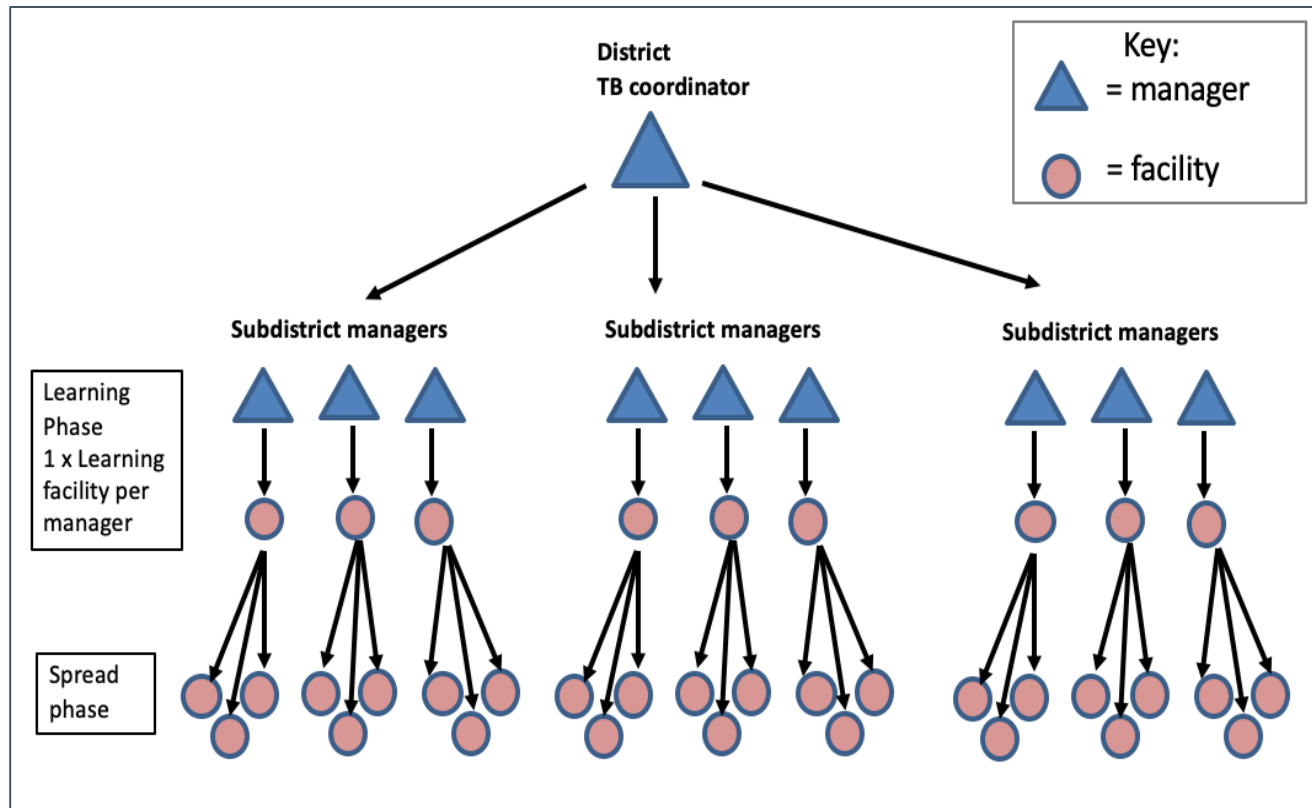 District
TB coordinator
Key:
= manager
= facility
Subdistrict managers
Subdistrict managers
Subdistrict managers
Learning
Phase
1 x Learning
facility per
manager
Spread
phase